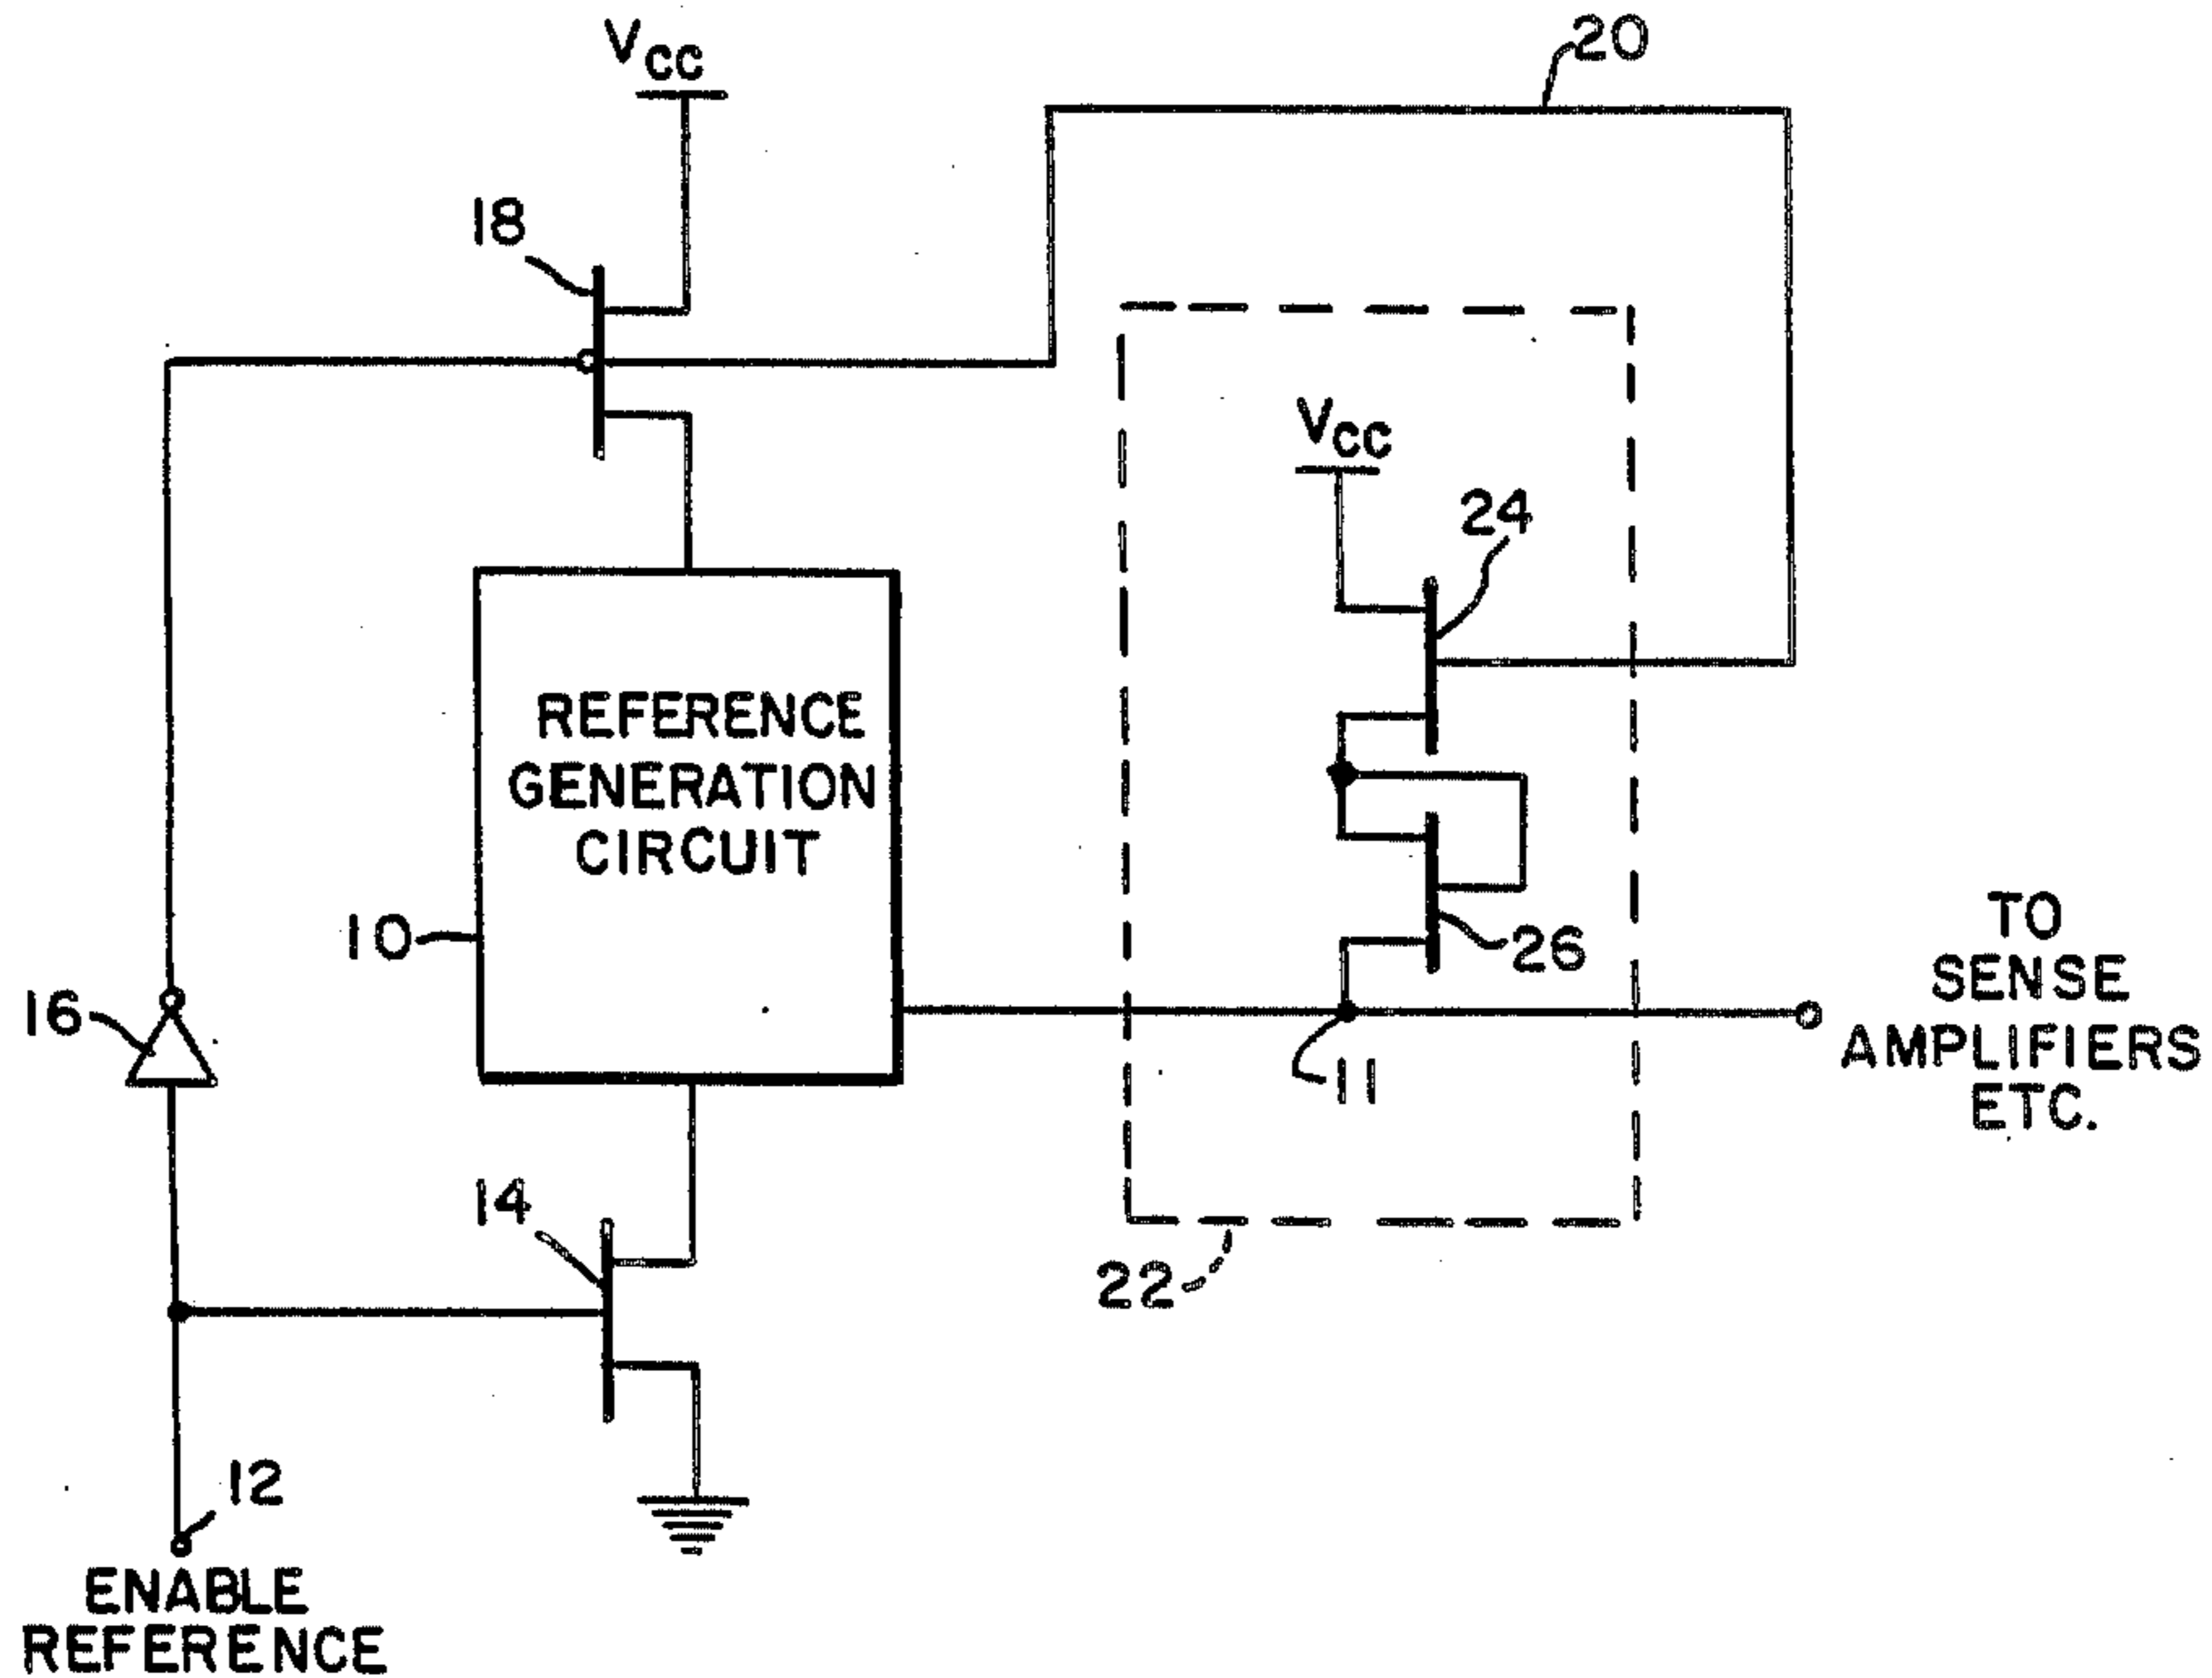 VCC
20
18
VCC
24
REFERENCE
GENERATION
CIRCUIT
10
26
TO
SENSE
AMPLIFIERS
ETC.
16
11
14
22
12
ENABLE
REFERENCE